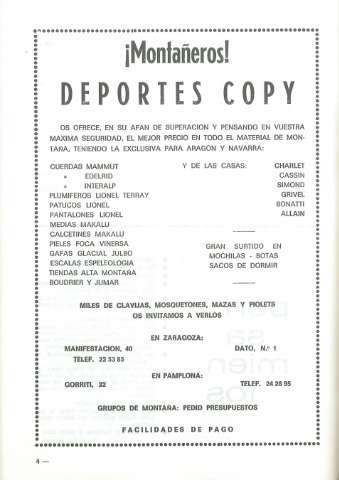 ¡Montañeros!
DEPORTES COPY
OS OFRECE, EN SU AFAN DE SUPERACION Y PENSANDO EN VUESTRA
MAXIMA SEGURIDAD, EL MEJOR PRECIO EN TODO EL MATERIAL DE MON-
TAÑA, TENIENDO LA EXCLUSIVA PARA ARAGON Y NAVARRA:
CUERDAS MAMMUT
» EDELRID
» INTERALP
PLUMIFEROS LIONEL TERRAY
PATUCOS LIONEL
PANTALONES LIONEL
MEDIAS MAKALU
CALCETINES MAKALU
PIELES FOCA VINERSA
GAFAS GLACIAL JULBO
ESCALAS ESPELEOLOGIA
TIENDAS ALTA MONTAÑA
BOUDRIER Y JUMAR
Y DE LAS CASAS: CHARLET
CASSIN
SIMOND
GRIVEL
BONATTI
ALLAIN
GRAN SURTIDO EN
MOCHILAS - BOTAS
SACOS DE DORMIR
MILES DE CLAVIJAS, MOSQUETONES, MAZAS Y PIOLETS
OS INVITAMOS A VERLOS
EN ZARAGOZA:
MANIFESTACION, 40 DATO, N.º 1
TELEF. 22 53 83
EN PAMPLONA:
GORRITI, 32 TELEF. 24 28 95
GRUPOS DE MONTAÑA: PEDID PRESUPUESTOS
FACILIDADES DE PAGO
4 —